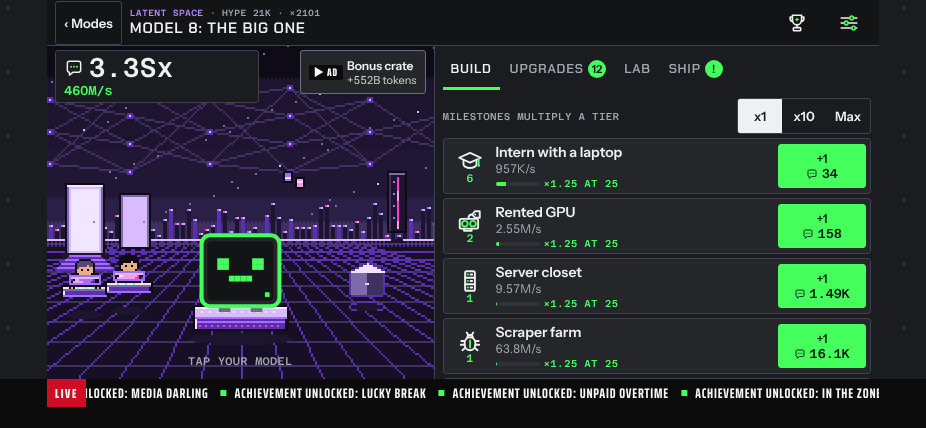 ‹ Modes
LATENT SPACE · HYPE 21K · ×2101
MODEL 8: THE BIG ONE
3.3Sx
460M/s
AD
Bonus crate
+552B tokens
TAP YOUR MODEL
BUILD
UPGRADES 12
LAB
SHIP !
MILESTONES MULTIPLY A TIER
x1
x10
Max
Intern with a laptop
957K/s
6
×1.25 AT 25
+1
34
Rented GPU
2.55M/s
2
×1.25 AT 25
+1
158
Server closet
9.57M/s
1
×1.25 AT 25
+1
1.49K
Scraper farm
63.8M/s
1
×1.25 AT 25
+1
16.1K
LIVE
LOCKED: MEDIA DARLING ■ ACHIEVEMENT UNLOCKED: LUCKY BREAK ■ ACHIEVEMENT UNLOCKED: UNPAID OVERTIME ■ ACHIEVEMENT UNLOCKED: IN THE ZONE